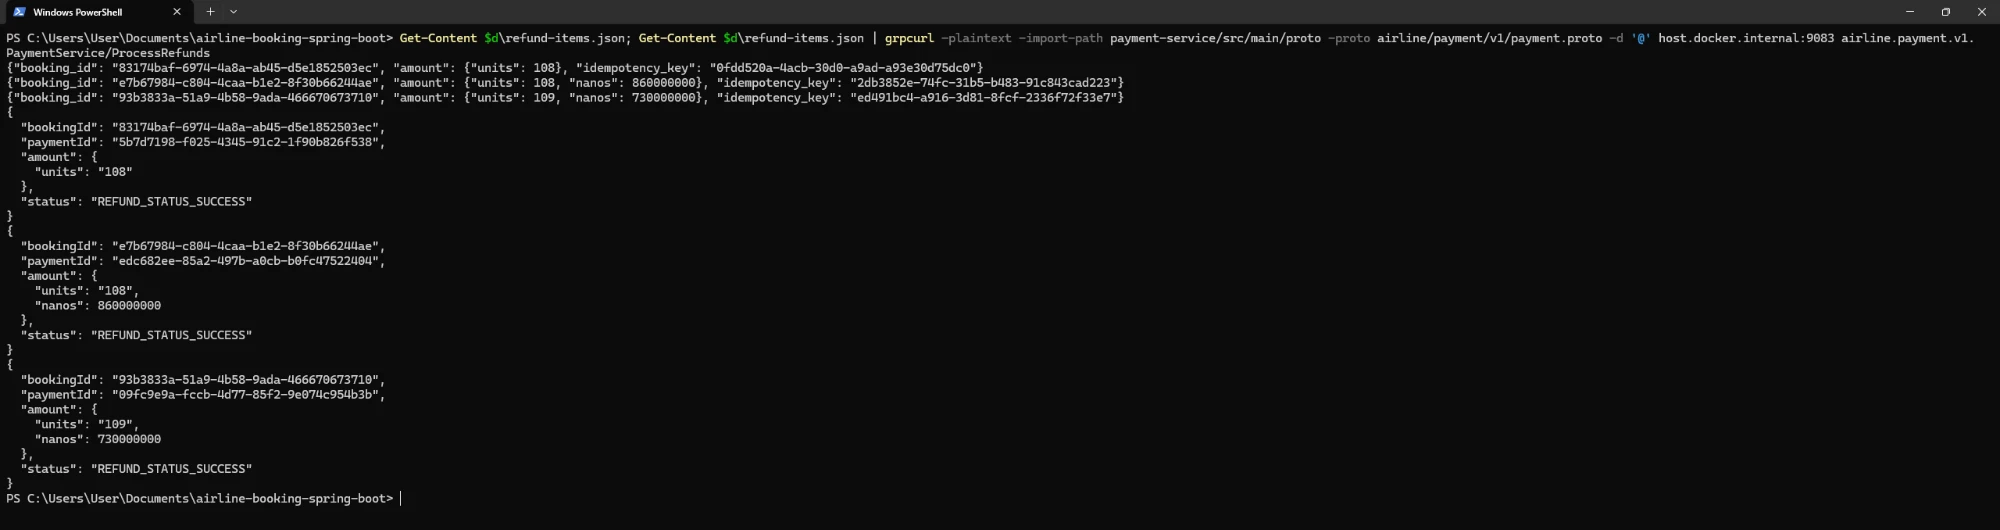 Windows PowerShell
PS C:\Users\User\Documents\airline-booking-spring-boot> Get-Content $d\refund-items.json; Get-Content $d\refund-items.json | grpcurl -plaintext -import-path payment-service/src/main/proto -proto airline/payment/v1/payment.proto -d '@' host.docker.internal:9083 airline.payment.v1.
PaymentService/ProcessRefunds
{"booking_id": "83174baf-6974-4a8a-ab45-d5e1852503ec", "amount": {"units": 108}, "idempotency_key": "0fdd520a-4acb-30d0-a9ad-a93e30d75dc0"}
{"booking_id": "e7b67984-c804-4caa-b1e2-8f30b66244ae", "amount": {"units": 108, "nanos": 860000000}, "idempotency_key": "2db3852e-74fc-31b5-b483-91c843cad223"}
{"booking_id": "93b3833a-51a9-4b58-9ada-466670673710", "amount": {"units": 109, "nanos": 730000000}, "idempotency_key": "ed491bc4-a916-3d81-8fcf-2336f72f33e7"}
{
  "bookingId": "83174baf-6974-4a8a-ab45-d5e1852503ec",
  "paymentId": "5b7d7198-f025-4345-91c2-1f90b826f538",
  "amount": {
    "units": "108"
  },
  "status": "REFUND_STATUS_SUCCESS"
}
{
  "bookingId": "e7b67984-c804-4caa-b1e2-8f30b66244ae",
  "paymentId": "edc682ee-85a2-497b-a0cb-b0fc47522404",
  "amount": {
    "units": "108",
    "nanos": 860000000
  },
  "status": "REFUND_STATUS_SUCCESS"
}
{
  "bookingId": "93b3833a-51a9-4b58-9ada-466670673710",
  "paymentId": "09fc9e9a-fccb-4d77-85f2-9e074c954b3b",
  "amount": {
    "units": "109",
    "nanos": 730000000
  },
  "status": "REFUND_STATUS_SUCCESS"
}
PS C:\Users\User\Documents\airline-booking-spring-boot>